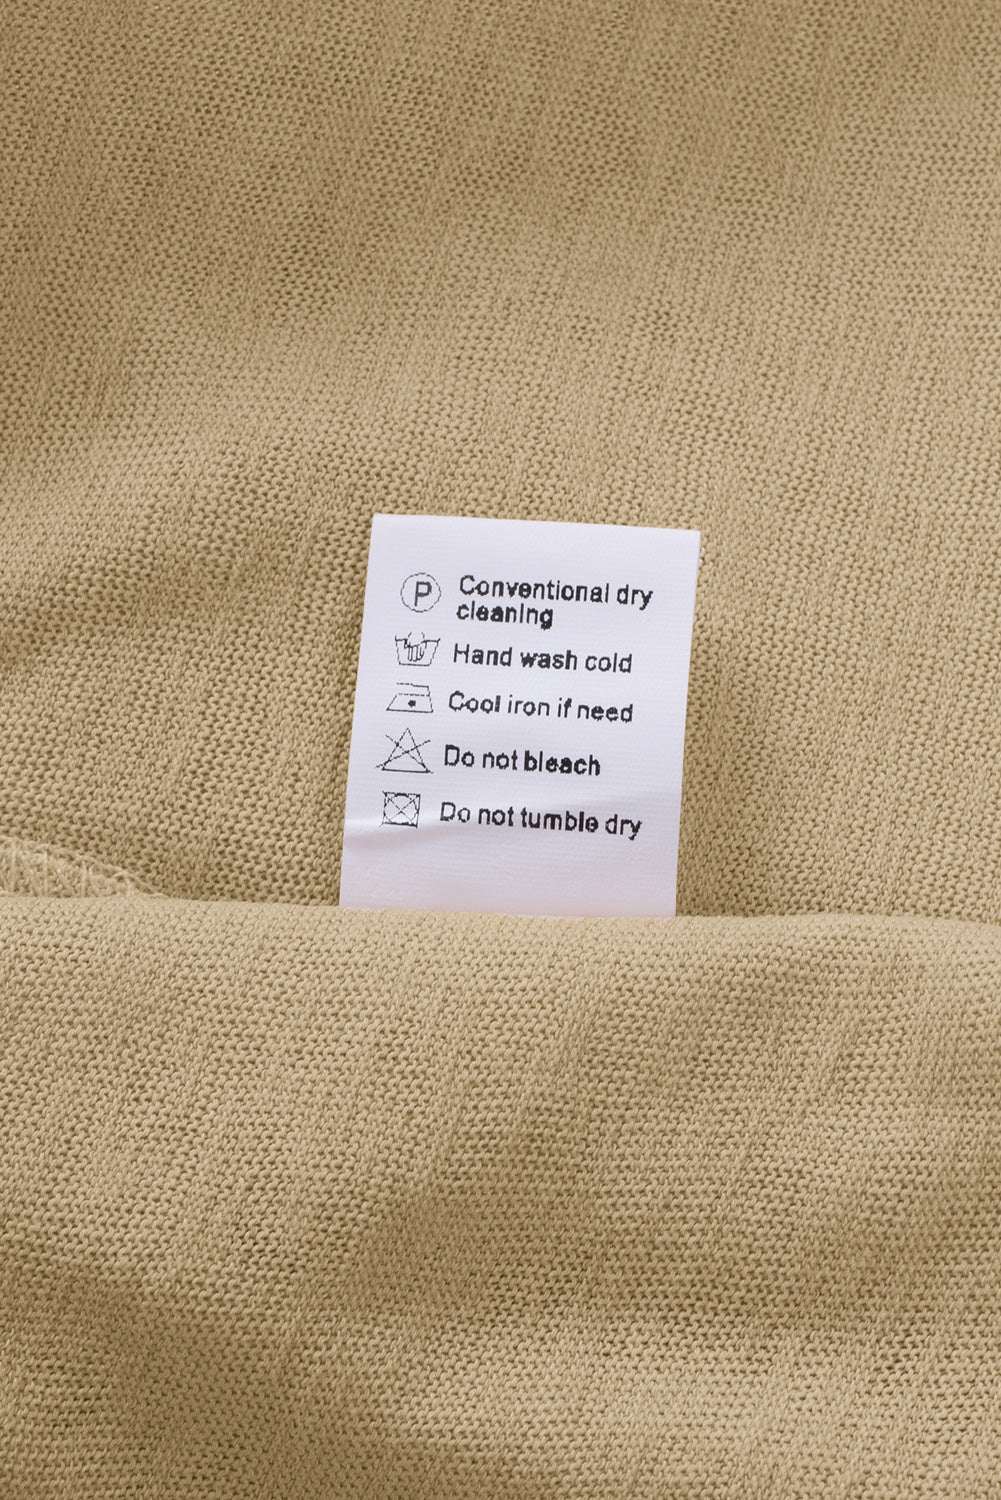 P Conventional dry
cleaning
Hand wash cold
Cool iron if need
Do not bleach
Do not tumble dry